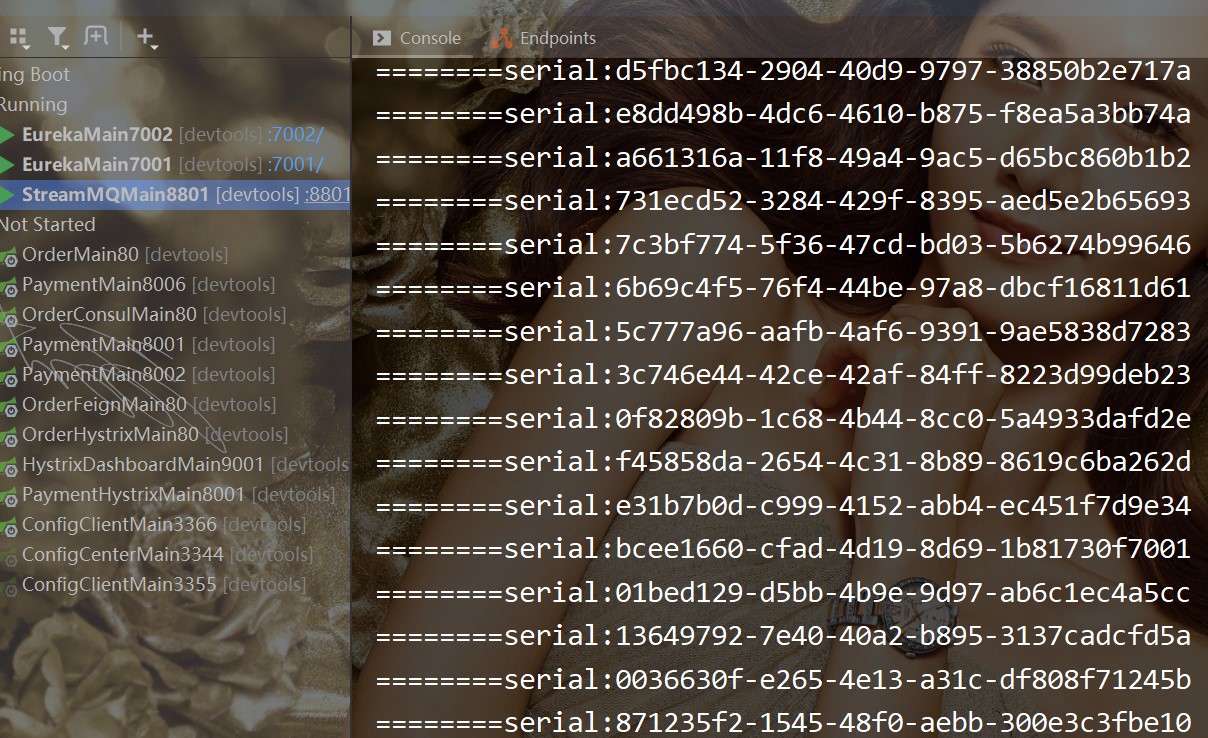 Console
Endpoints
ing Boot
Running
EurekaMain7002 [devtools] :7002/
EurekaMain7001 [devtools] :7001/
StreamMQMain8801 [devtools] :8801
Not Started
OrderMain80 [devtools]
PaymentMain8006 [devtools]
OrderConsulMain80 [devtools]
PaymentMain8001 [devtools]
PaymentMain8002 [devtools]
OrderFeignMain80 [devtools]
OrderHystrixMain80 [devtools]
HystrixDashboardMain9001 [devtools
PaymentHystrixMain8001 [devtools]
ConfigClientMain3366 [devtools]
ConfigCenterMain3344 [devtools]
ConfigClientMain3355 [devtools]
========serial:d5fbc134-2904-40d9-9797-38850b2e717a
========serial:e8dd498b-4dc6-4610-b875-f8ea5a3bb74a
========serial:a661316a-11f8-49a4-9ac5-d65bc860b1b2
========serial:731ecd52-3284-429f-8395-aed5e2b65693
========serial:7c3bf774-5f36-47cd-bd03-5b6274b99646
========serial:6b69c4f5-76f4-44be-97a8-dbcf16811d61
========serial:5c777a96-aafb-4af6-9391-9ae5838d7283
========serial:3c746e44-42ce-42af-84ff-8223d99deb23
========serial:0f82809b-1c68-4b44-8cc0-5a4933dafd2e
========serial:f45858da-2654-4c31-8b89-8619c6ba262d
========serial:e31b7b0d-c999-4152-abb4-ec451f7d9e34
========serial:bcee1660-cfad-4d19-8d69-1b81730f7001
========serial:01bed129-d5bb-4b9e-9d97-ab6c1ec4a5cc
========serial:13649792-7e40-40a2-b895-3137cadcfd5a
========serial:0036630f-e265-4e13-a31c-df808f71245b
========serial:871235f2-1545-48f0-aebb-300e3c3fbe10